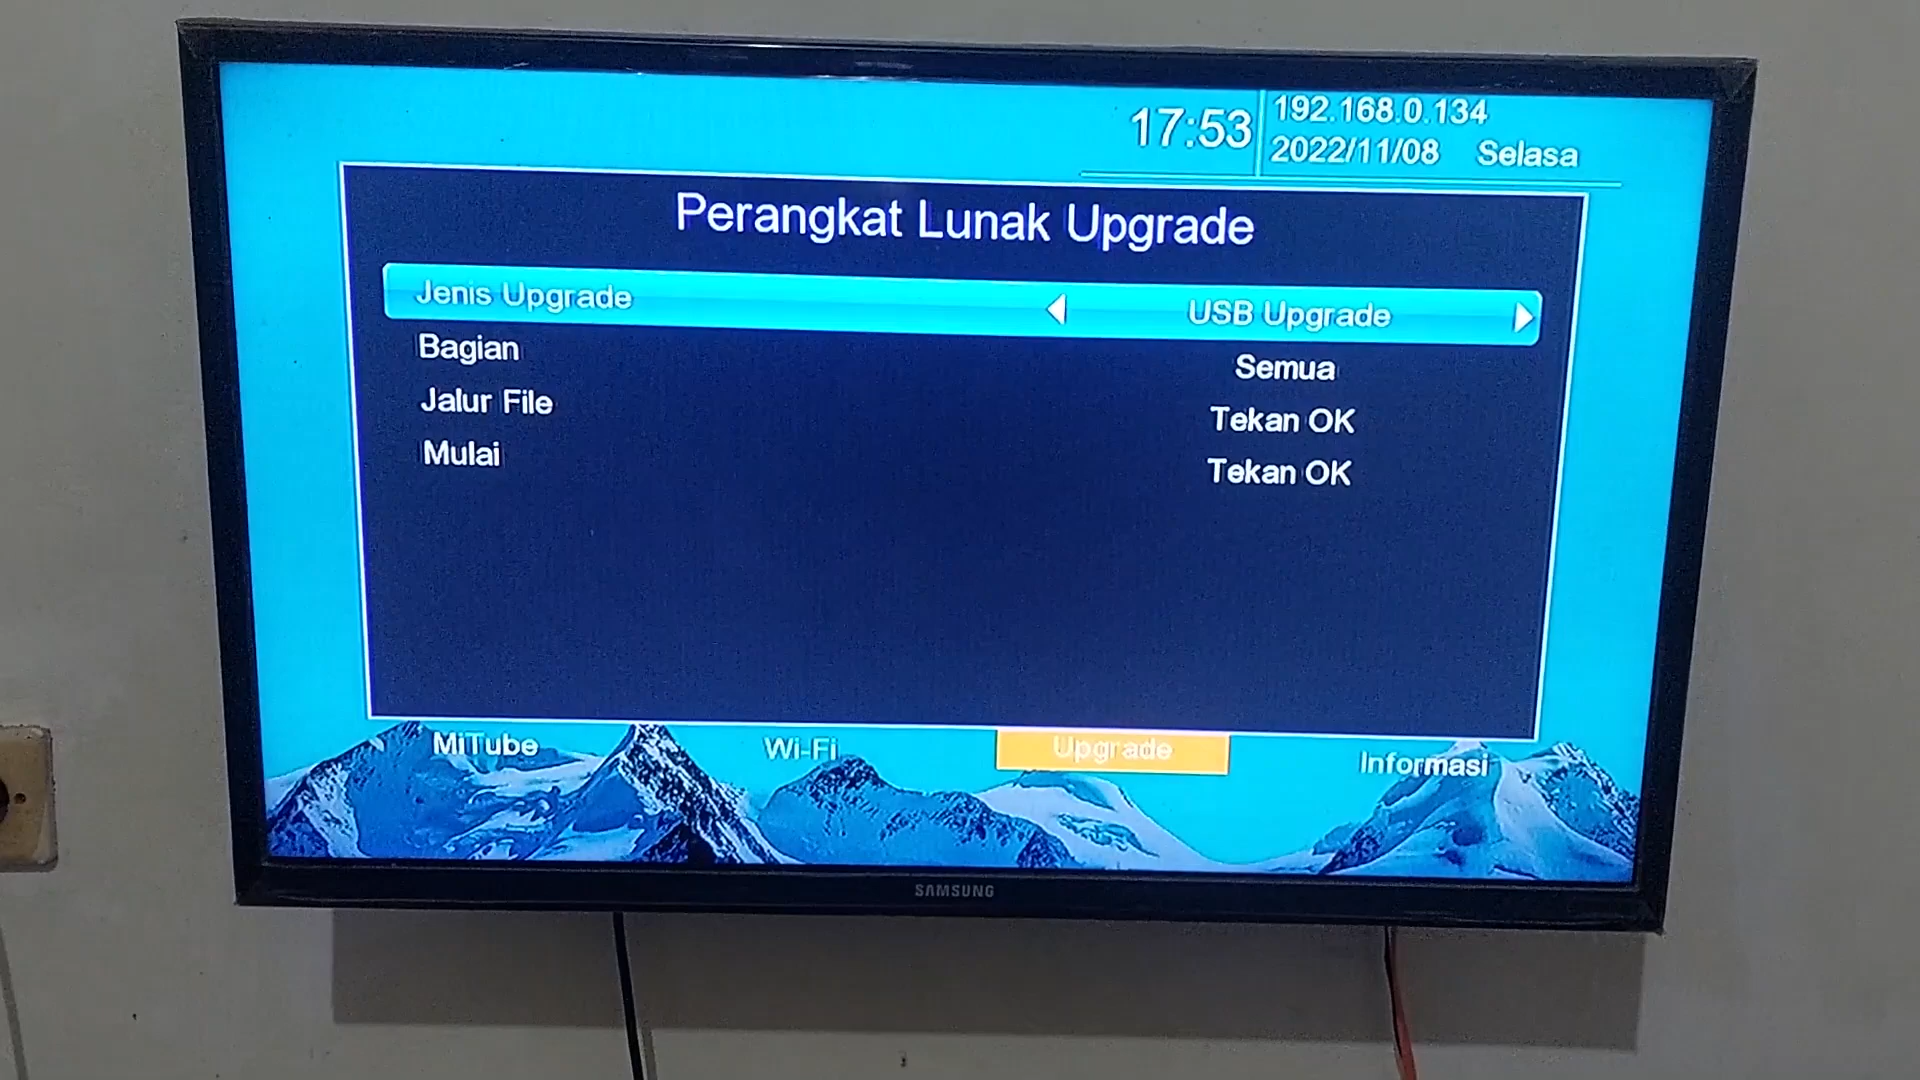 17:53
192.168.0.134
2022/11/08 Selasa
Perangkat Lunak Upgrade
Jenis Upgrade USB Upgrade
Bagian Semua
Jalur File Tekan OK
Mulai Tekan OK
MiTube Wi-Fi Upgrade Informasi
SAMSUNG